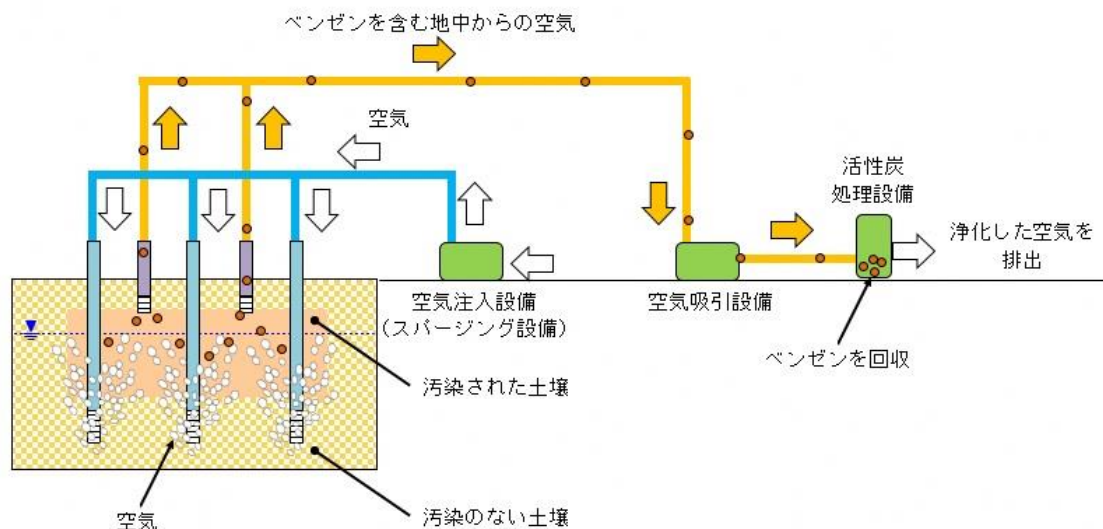 ベンゼンを含む地中からの空気
空気
活性炭
処理設備
浄化した空気を
排出
空気注入設備
(スパージング設備)
空気吸引設備
ベンゼンを回収
汚染された土壌
汚染のない土壌
空気